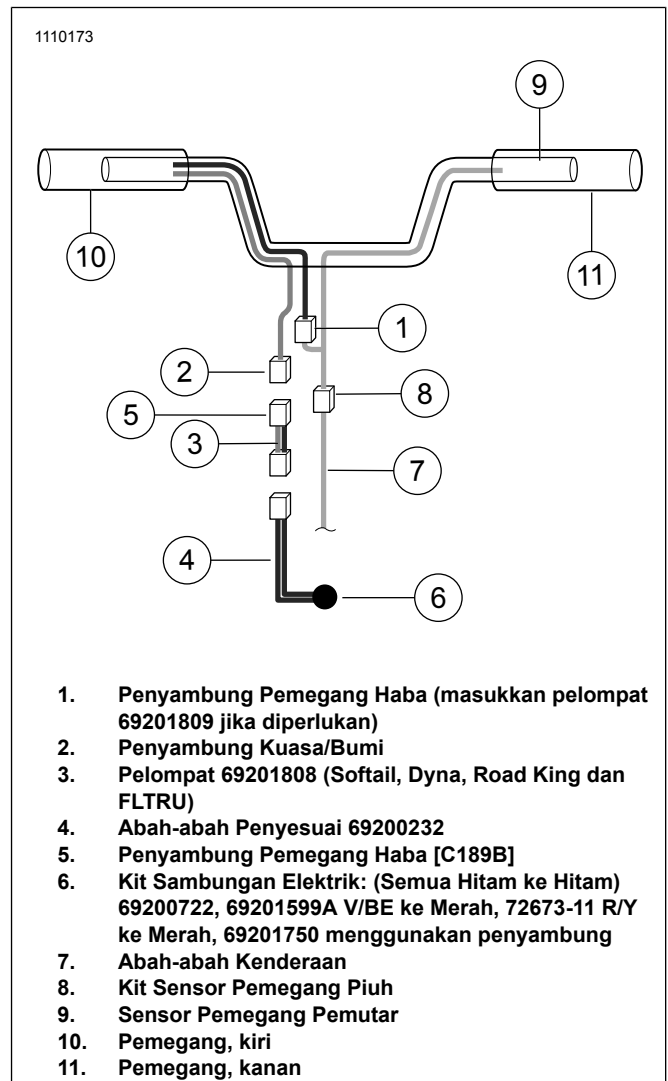 1110173
9
10
11
1
2
8
5
3
7
4
6
1. Penyambung Pemegang Haba (masukkan pelompat
69201809 jika diperlukan)
2. Penyambung Kuasa/Bumi
3. Pelompat 69201808 (Softail, Dyna, Road King dan
FLTRU)
4. Abah-abah Penyesuai 69200232
5. Penyambung Pemegang Haba [C189B]
6. Kit Sambungan Elektrik: (Semua Hitam ke Hitam)
69200722, 69201599A V/BE ke Merah, 72673-11 R/Y
ke Merah, 69201750 menggunakan penyambung
7. Abah-abah Kenderaan
8. Kit Sensor Pemegang Piuh
9. Sensor Pemegang Pemutar
10. Pemegang, kiri
11. Pemegang, kanan